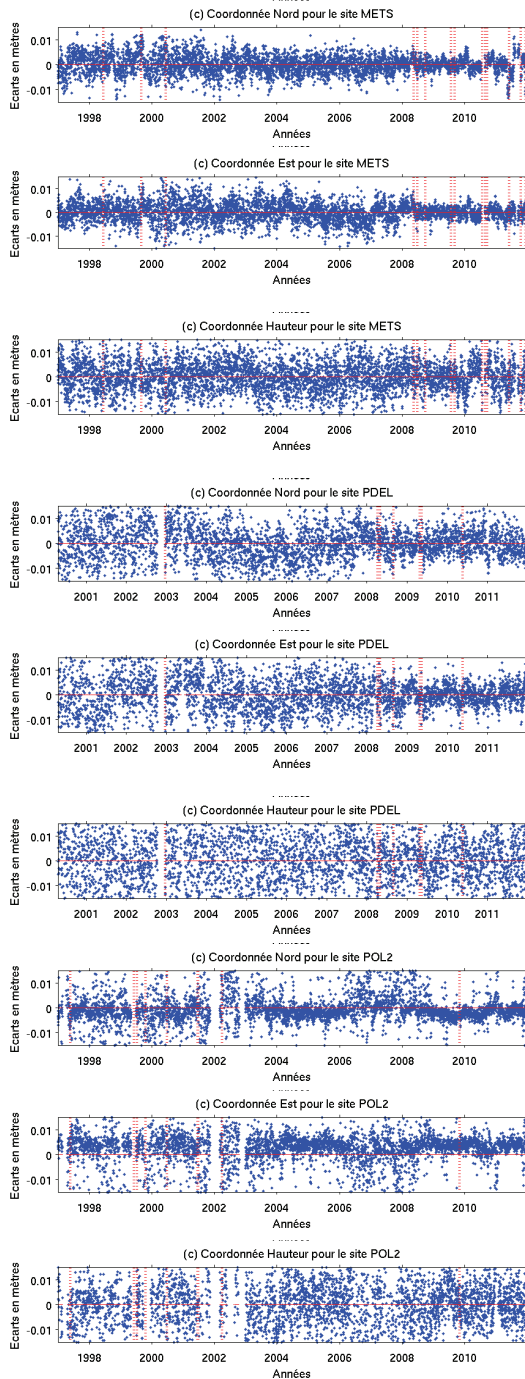 (c) Coordonnée Nord pour le site METS
Ecarts en mètres
0.01
0
-0.01
1998 2000 2002 2004 2006 2008 2010
Années
(c) Coordonnée Est pour le site METS
Ecarts en mètres
0.01
0
-0.01
1998 2000 2002 2004 2006 2008 2010
Années
(c) Coordonnée Hauteur pour le site METS
Ecarts en mètres
0.01
0
-0.01
1998 2000 2002 2004 2006 2008 2010
Années
(c) Coordonnée Nord pour le site PDEL
Ecarts en mètres
0.01
0
-0.01
2001 2002 2003 2004 2005 2006 2007 2008 2009 2010 2011
Années
(c) Coordonnée Est pour le site PDEL
Ecarts en mètres
0.01
0
-0.01
2001 2002 2003 2004 2005 2006 2007 2008 2009 2010 2011
Années
(c) Coordonnée Hauteur pour le site PDEL
Ecarts en mètres
0.01
0
-0.01
2001 2002 2003 2004 2005 2006 2007 2008 2009 2010 2011
Années
(c) Coordonnée Nord pour le site POL2
Ecarts en mètres
0.01
0
-0.01
1998 2000 2002 2004 2006 2008 2010
Années
(c) Coordonnée Est pour le site POL2
Ecarts en mètres
0.01
0
-0.01
1998 2000 2002 2004 2006 2008 2010
Années
(c) Coordonnée Hauteur pour le site POL2
Ecarts en mètres
0.01
0
-0.01
1998 2000 2002 2004 2006 2008 2010
Années